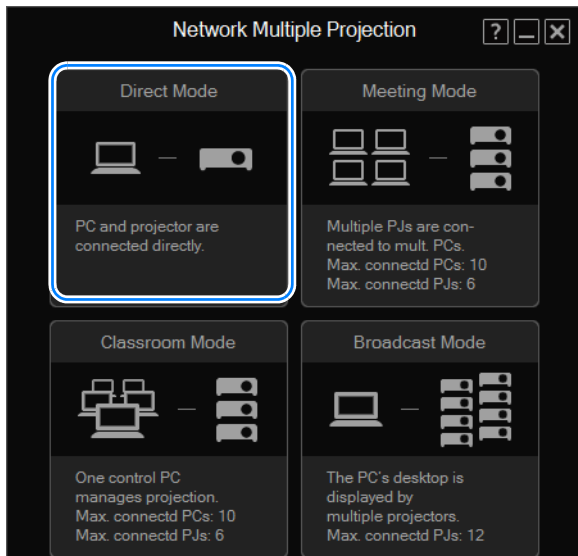 Network Multiple Projection
?
Direct Mode
PC and projector are
connected directly.
Meeting Mode
Multiple PJs are con-
nected to mult. PCs.
Max. connectd PCs: 10
Max. connectd PJs: 6
Classroom Mode
One control PC
manages projection.
Max. connectd PCs: 10
Max. connectd PJs: 6
Broadcast Mode
The PC's desktop is
displayed by
multiple projectors.
Max. connectd PJs: 12